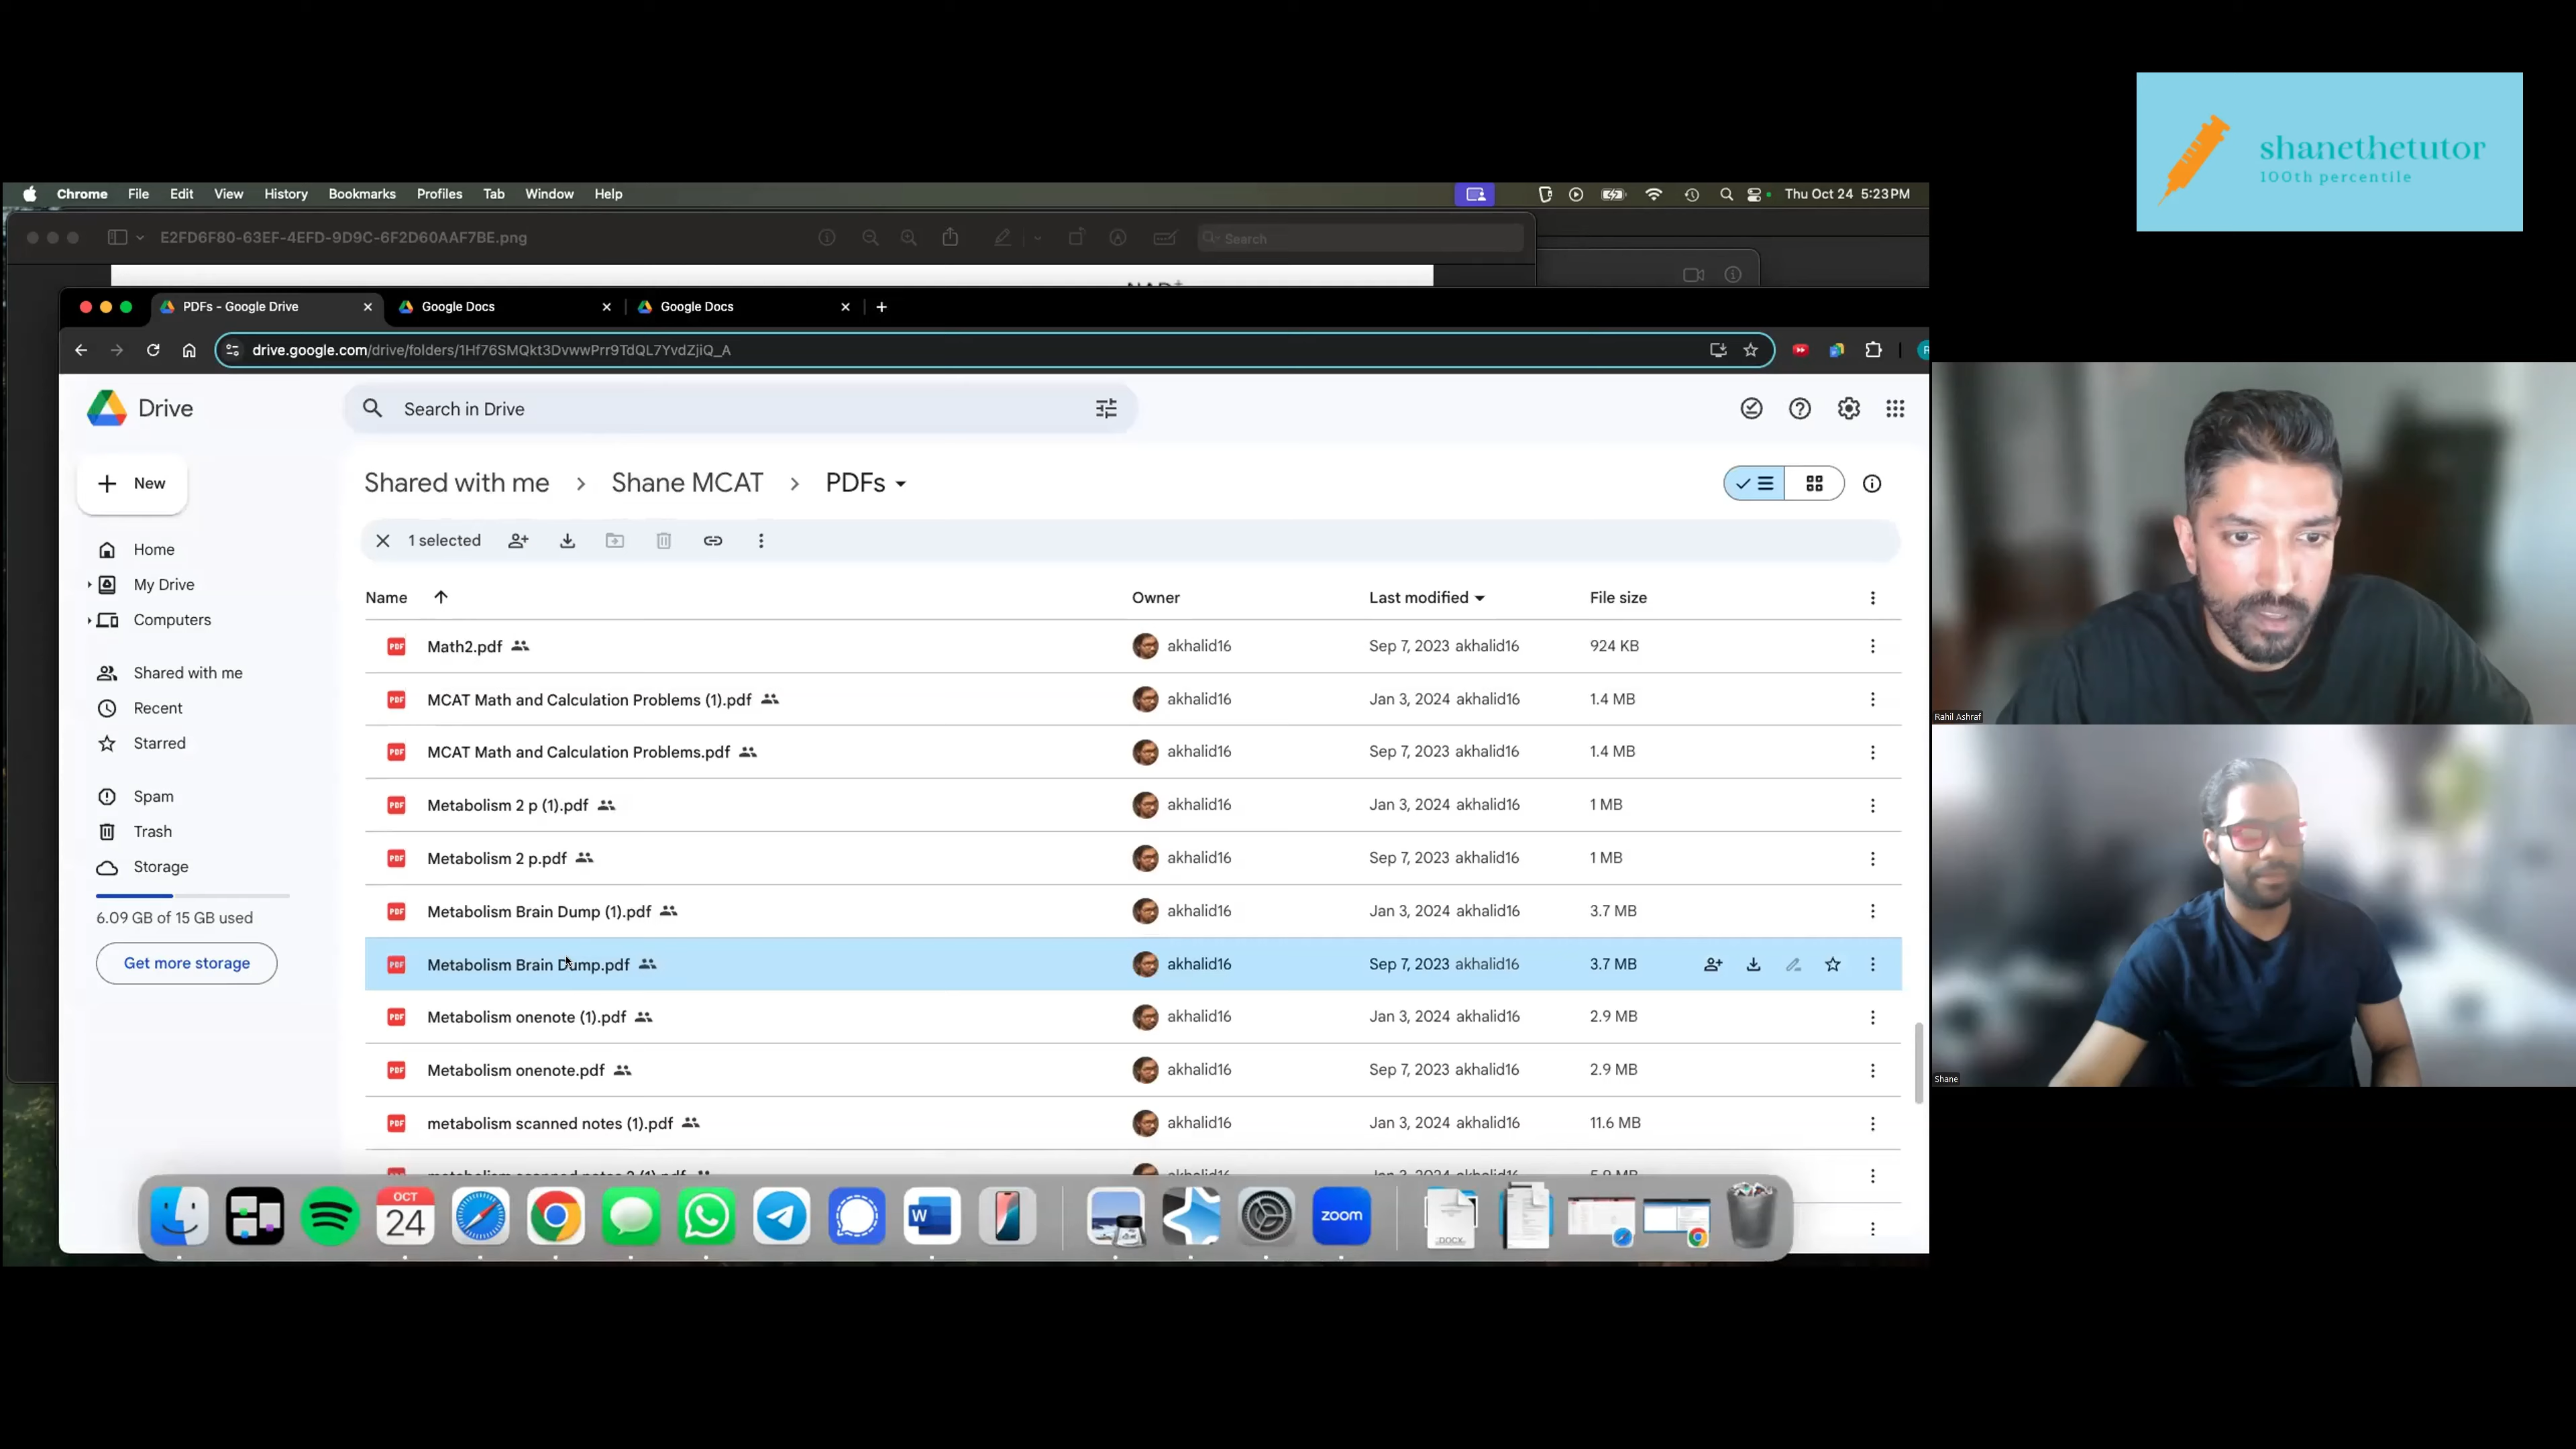 shanethetutor
100th percentile
Chrome File Edit View History Bookmarks Profiles Tab Window Help Thu Oct 24 5:23 PM
E2FD6F80-63EF-4EFD-9D9C-6F2D60AAF7BE.png Search
PDFs - Google Drive Google Docs Google Docs
drive.google.com/drive/folders/1Hf76SMQkt3DvwwPrr9TdQL7YvdZjiQ_A
Drive Search in Drive
New
Home
My Drive
Computers
Shared with me
Recent
Starred
Spam
Trash
Storage
6.09 GB of 15 GB used
Get more storage
Shared with me > Shane MCAT > PDFs
1 selected
Name Owner Last modified File size
Math2.pdf akhalid16 Sep 7, 2023 akhalid16 924 KB
MCAT Math and Calculation Problems (1).pdf akhalid16 Jan 3, 2024 akhalid16 1.4 MB
MCAT Math and Calculation Problems.pdf akhalid16 Sep 7, 2023 akhalid16 1.4 MB
Metabolism 2 p (1).pdf akhalid16 Jan 3, 2024 akhalid16 1 MB
Metabolism 2 p.pdf akhalid16 Sep 7, 2023 akhalid16 1 MB
Metabolism Brain Dump (1).pdf akhalid16 Jan 3, 2024 akhalid16 3.7 MB
Metabolism Brain Dump.pdf akhalid16 Sep 7, 2023 akhalid16 3.7 MB
Metabolism onenote (1).pdf akhalid16 Jan 3, 2024 akhalid16 2.9 MB
Metabolism onenote.pdf akhalid16 Sep 7, 2023 akhalid16 2.9 MB
metabolism scanned notes (1).pdf akhalid16 Jan 3, 2024 akhalid16 11.6 MB
OCT
24
W
zoom
DOCX
Rahil Ashraf
Shane